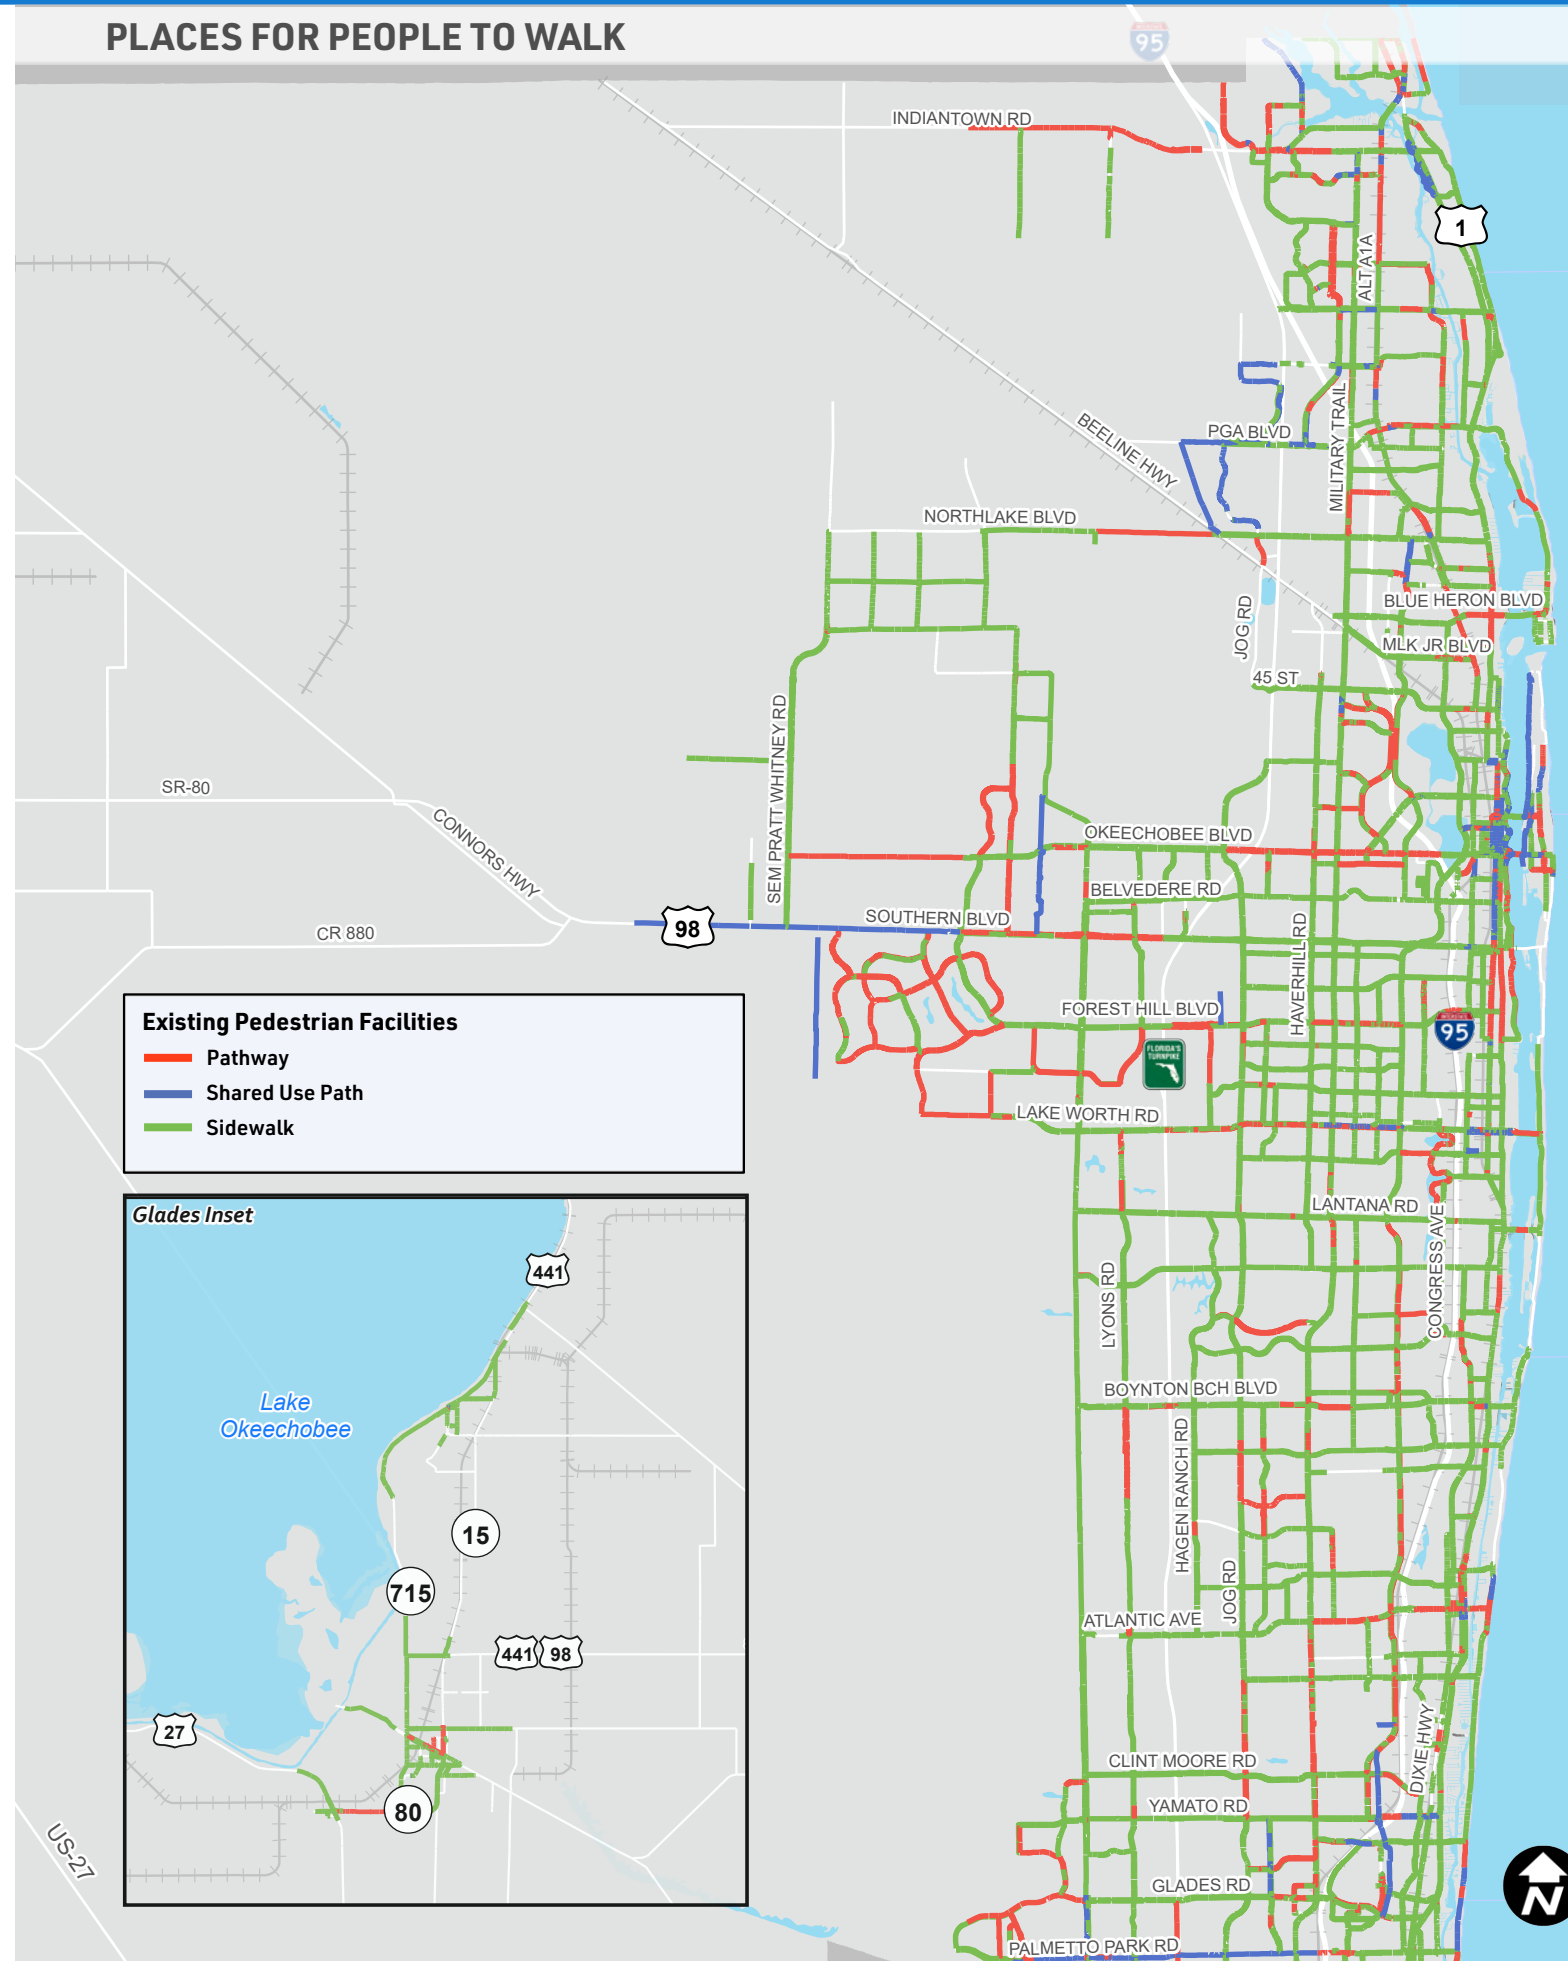 PLACES FOR PEOPLE TO WALK
95
INDIANTOWN RD
1
ALT A1A
MILITARY TRAIL
PGA BLVD
BEELINE HWY
NORTHLAKE BLVD
BLUE HERON BLVD
JOG RD
MLK JR BLVD
45 ST
SEM PRATT WHITNEY RD
SR-80
CONNORS HWY
OKEECHOBEE BLVD
BELVEDERE RD
SOUTHERN BLVD
98
CR 880
HAVERHILL RD
FOREST HILL BLVD
95
FLORIDA'S
TURNPIKE
LAKE WORTH RD
LANTANA RD
CONGRESS AVE
LYONS RD
BOYNTON BCH BLVD
HAGEN RANCH RD
JOG RD
ATLANTIC AVE
DIXIE HWY
CLINT MOORE RD
YAMATO RD
GLADES RD
PALMETTO PARK RD
US-27
N
Existing Pedestrian Facilities
Pathway
Shared Use Path
Sidewalk
Glades Inset
441
Lake
Okeechobee
15
715
441 98
27
80